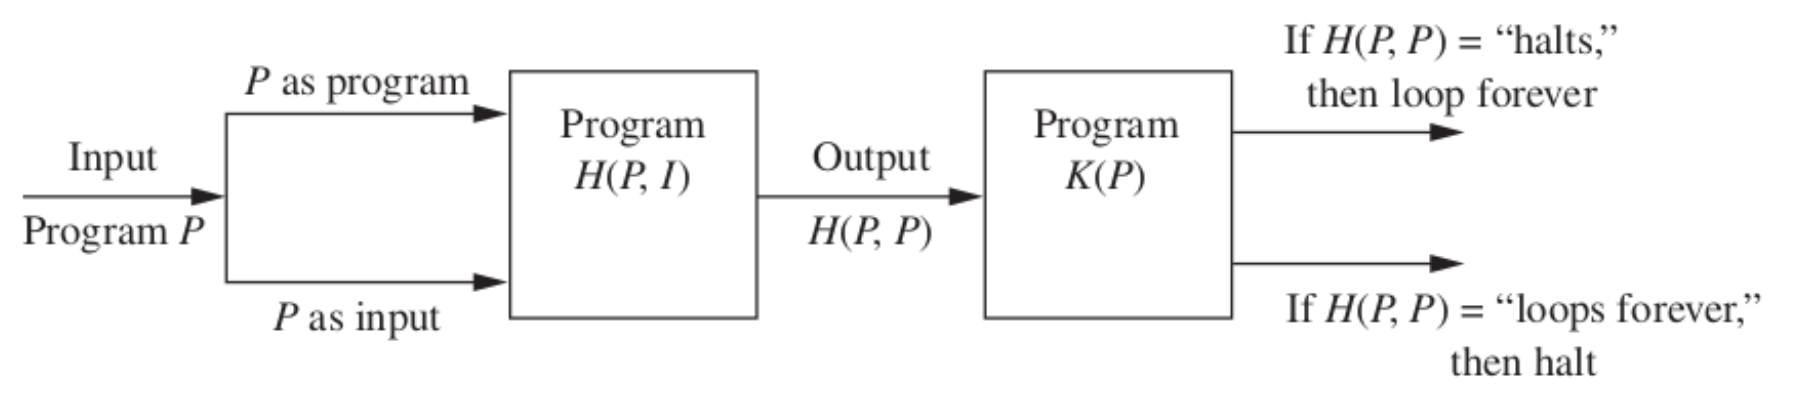 Input
Program P
P as program
P as input
Program
H(P, I)
Output
H(P, P)
Program
K(P)
If H(P, P) = “halts,”
then loop forever
If H(P, P) = “loops forever,”
then halt